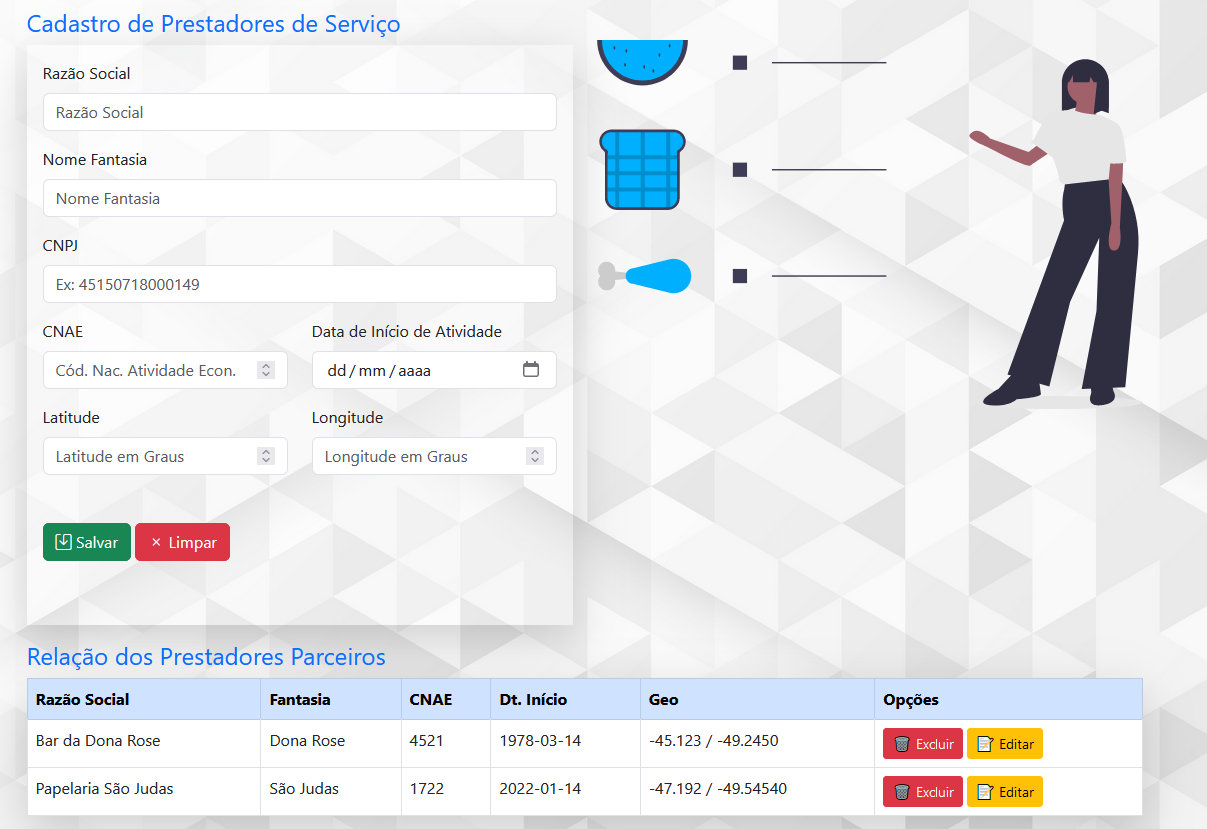 Cadastro de Prestadores de Serviço
Razão Social
Razão Social
Nome Fantasia
Nome Fantasia
CNPJ
Ex: 45150718000149
CNAE Data de Início de Atividade
Cód. Nac. Atividade Econ. dd/mm/aaaa
Latitude Longitude
Latitude em Graus Longitude em Graus
Salvar × Limpar
Relação dos Prestadores Parceiros
Razão Social Fantasia CNAE Dt. Início Geo Opções
Bar da Dona Rose Dona Rose 4521 1978-03-14 -45.123 / -49.2450 Excluir Editar
Papelaria São Judas São Judas 1722 2022-01-14 -47.192 / -49.54540 Excluir Editar